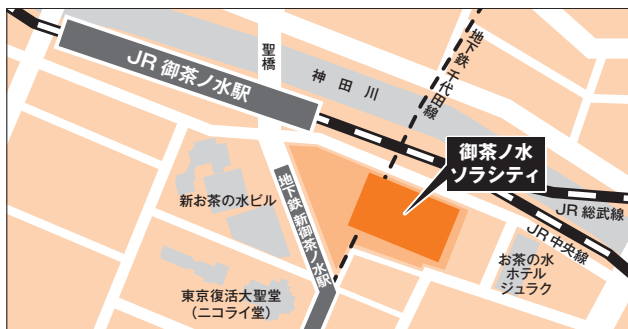 聖橋
JR 御茶ノ水駅
神田川
地下鉄 千代田線
御茶ノ水
ソラシティ
新お茶の水ビル
地下鉄 新御茶ノ水駅
JR 総武線
JR 中央線
お茶の水
ホテル
ジュラク
東京復活大聖堂
（ニコライ堂）